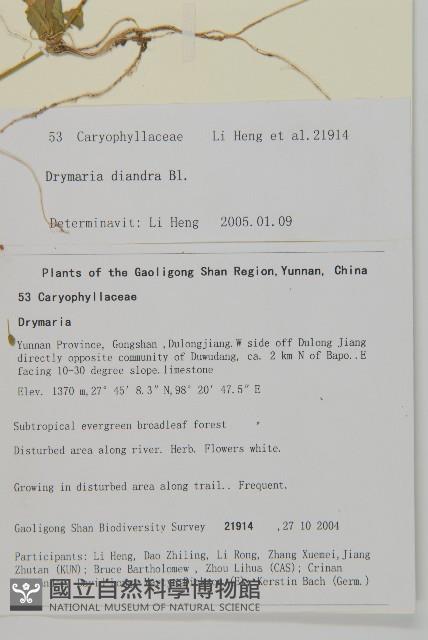 53 Caryophyllaceae Li Heng et al.21914
Drymaria diandra Bl.
Determinavit: Li Heng 2005.01.09
Plants of the Gaoligong Shan Region,Yunnan, China
53 Caryophyllaceae
Drymaria
Yunnan Province, Gongshan ,Dulongjiang.W side off Dulong Jiang
directly opposite community of Duwudang, ca. 2 km N of Bapo..E
facing 10-30 degree slope.limestone
Elev. 1370 m,27° 45′ 8.3″ N,98° 20′ 47.5″ E
Subtropical evergreen broadleaf forest
Disturbed area along river. Herb. Flowers white.
Growing in disturbed area along trail.. Frequent.
Gaoligong Shan Biodiversity Survey 21914 ,27 10 2004
Participants: Li Heng, Dao Zhiling, Li Rong, Zhang Xuemei,Jiang
Zhutan (KUN); Bruce Bartholomew , Zhou Lihua (CAS); Crinan
Kerstin Bach (Germ.)
國立自然科學博物館
NATIONAL MUSEUM OF NATURAL SCIENCE